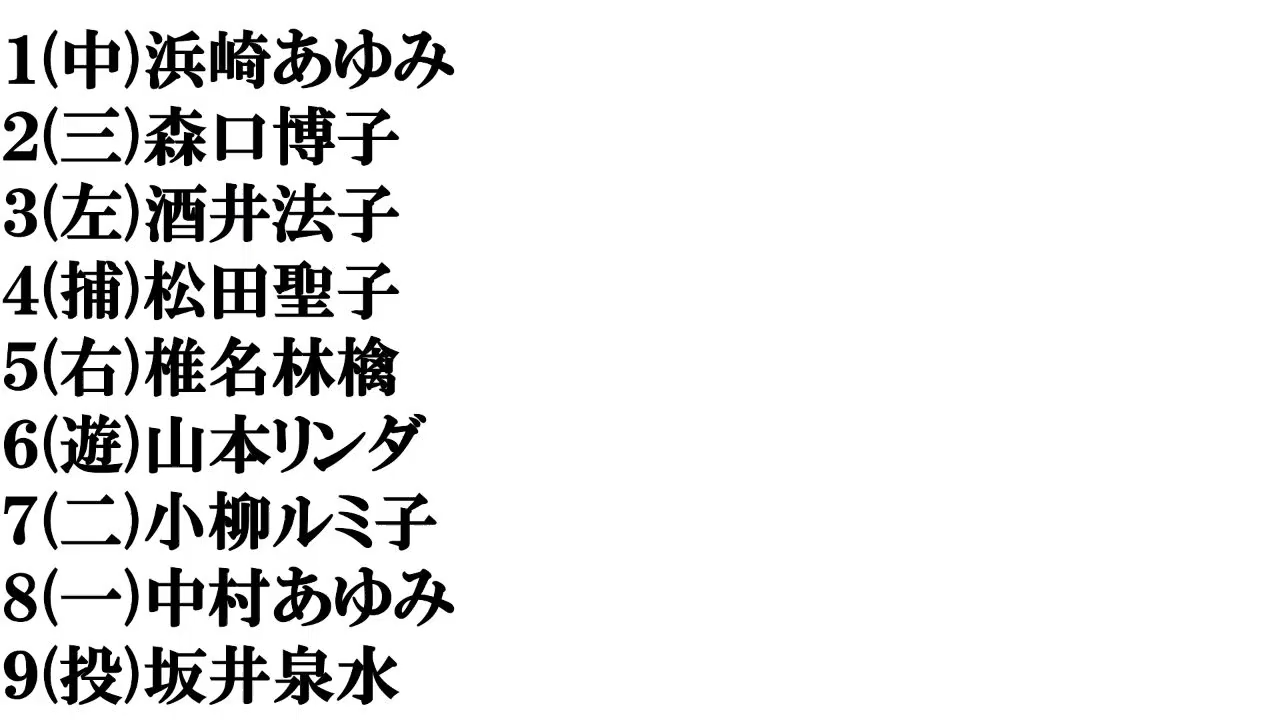 1(中)浜崎あゆみ
2(三)森口博子
3(左)酒井法子
4(捕)松田聖子
5(右)椎名林檎
6(遊)山本リンダ
7(二)小柳ルミ子
8(一)中村あゆみ
9(投)坂井泉水